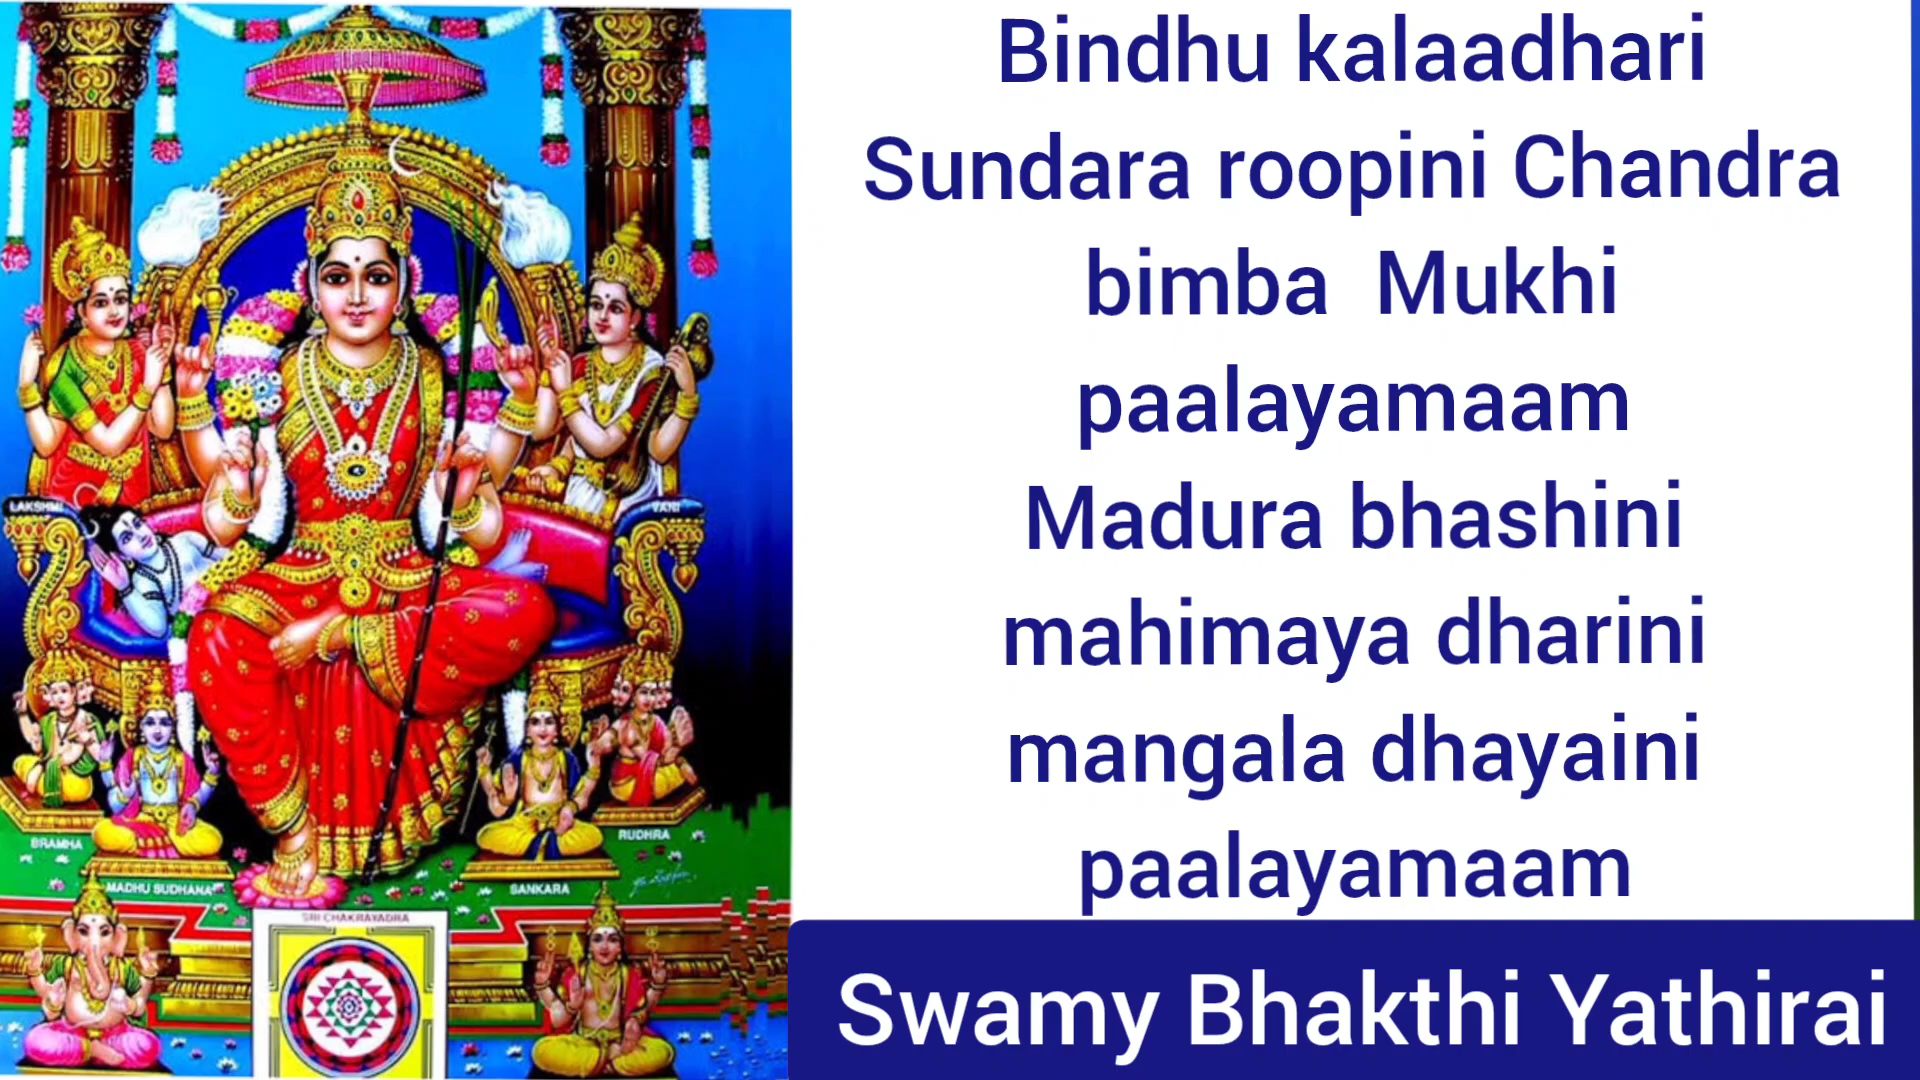 Bindhu kalaadhari
Sundara roopini Chandra
bimba Mukhi
paalayamaam
Madura bhashini
mahimaya dharini
mangala dhayaini
paalayamaam
Swamy Bhakthi Yathirai
LAKSHMI
VANI
BRAMHA
MADHU SUDHANA
SANKARA
RUDHRA
SRI CHAKRAYADRA